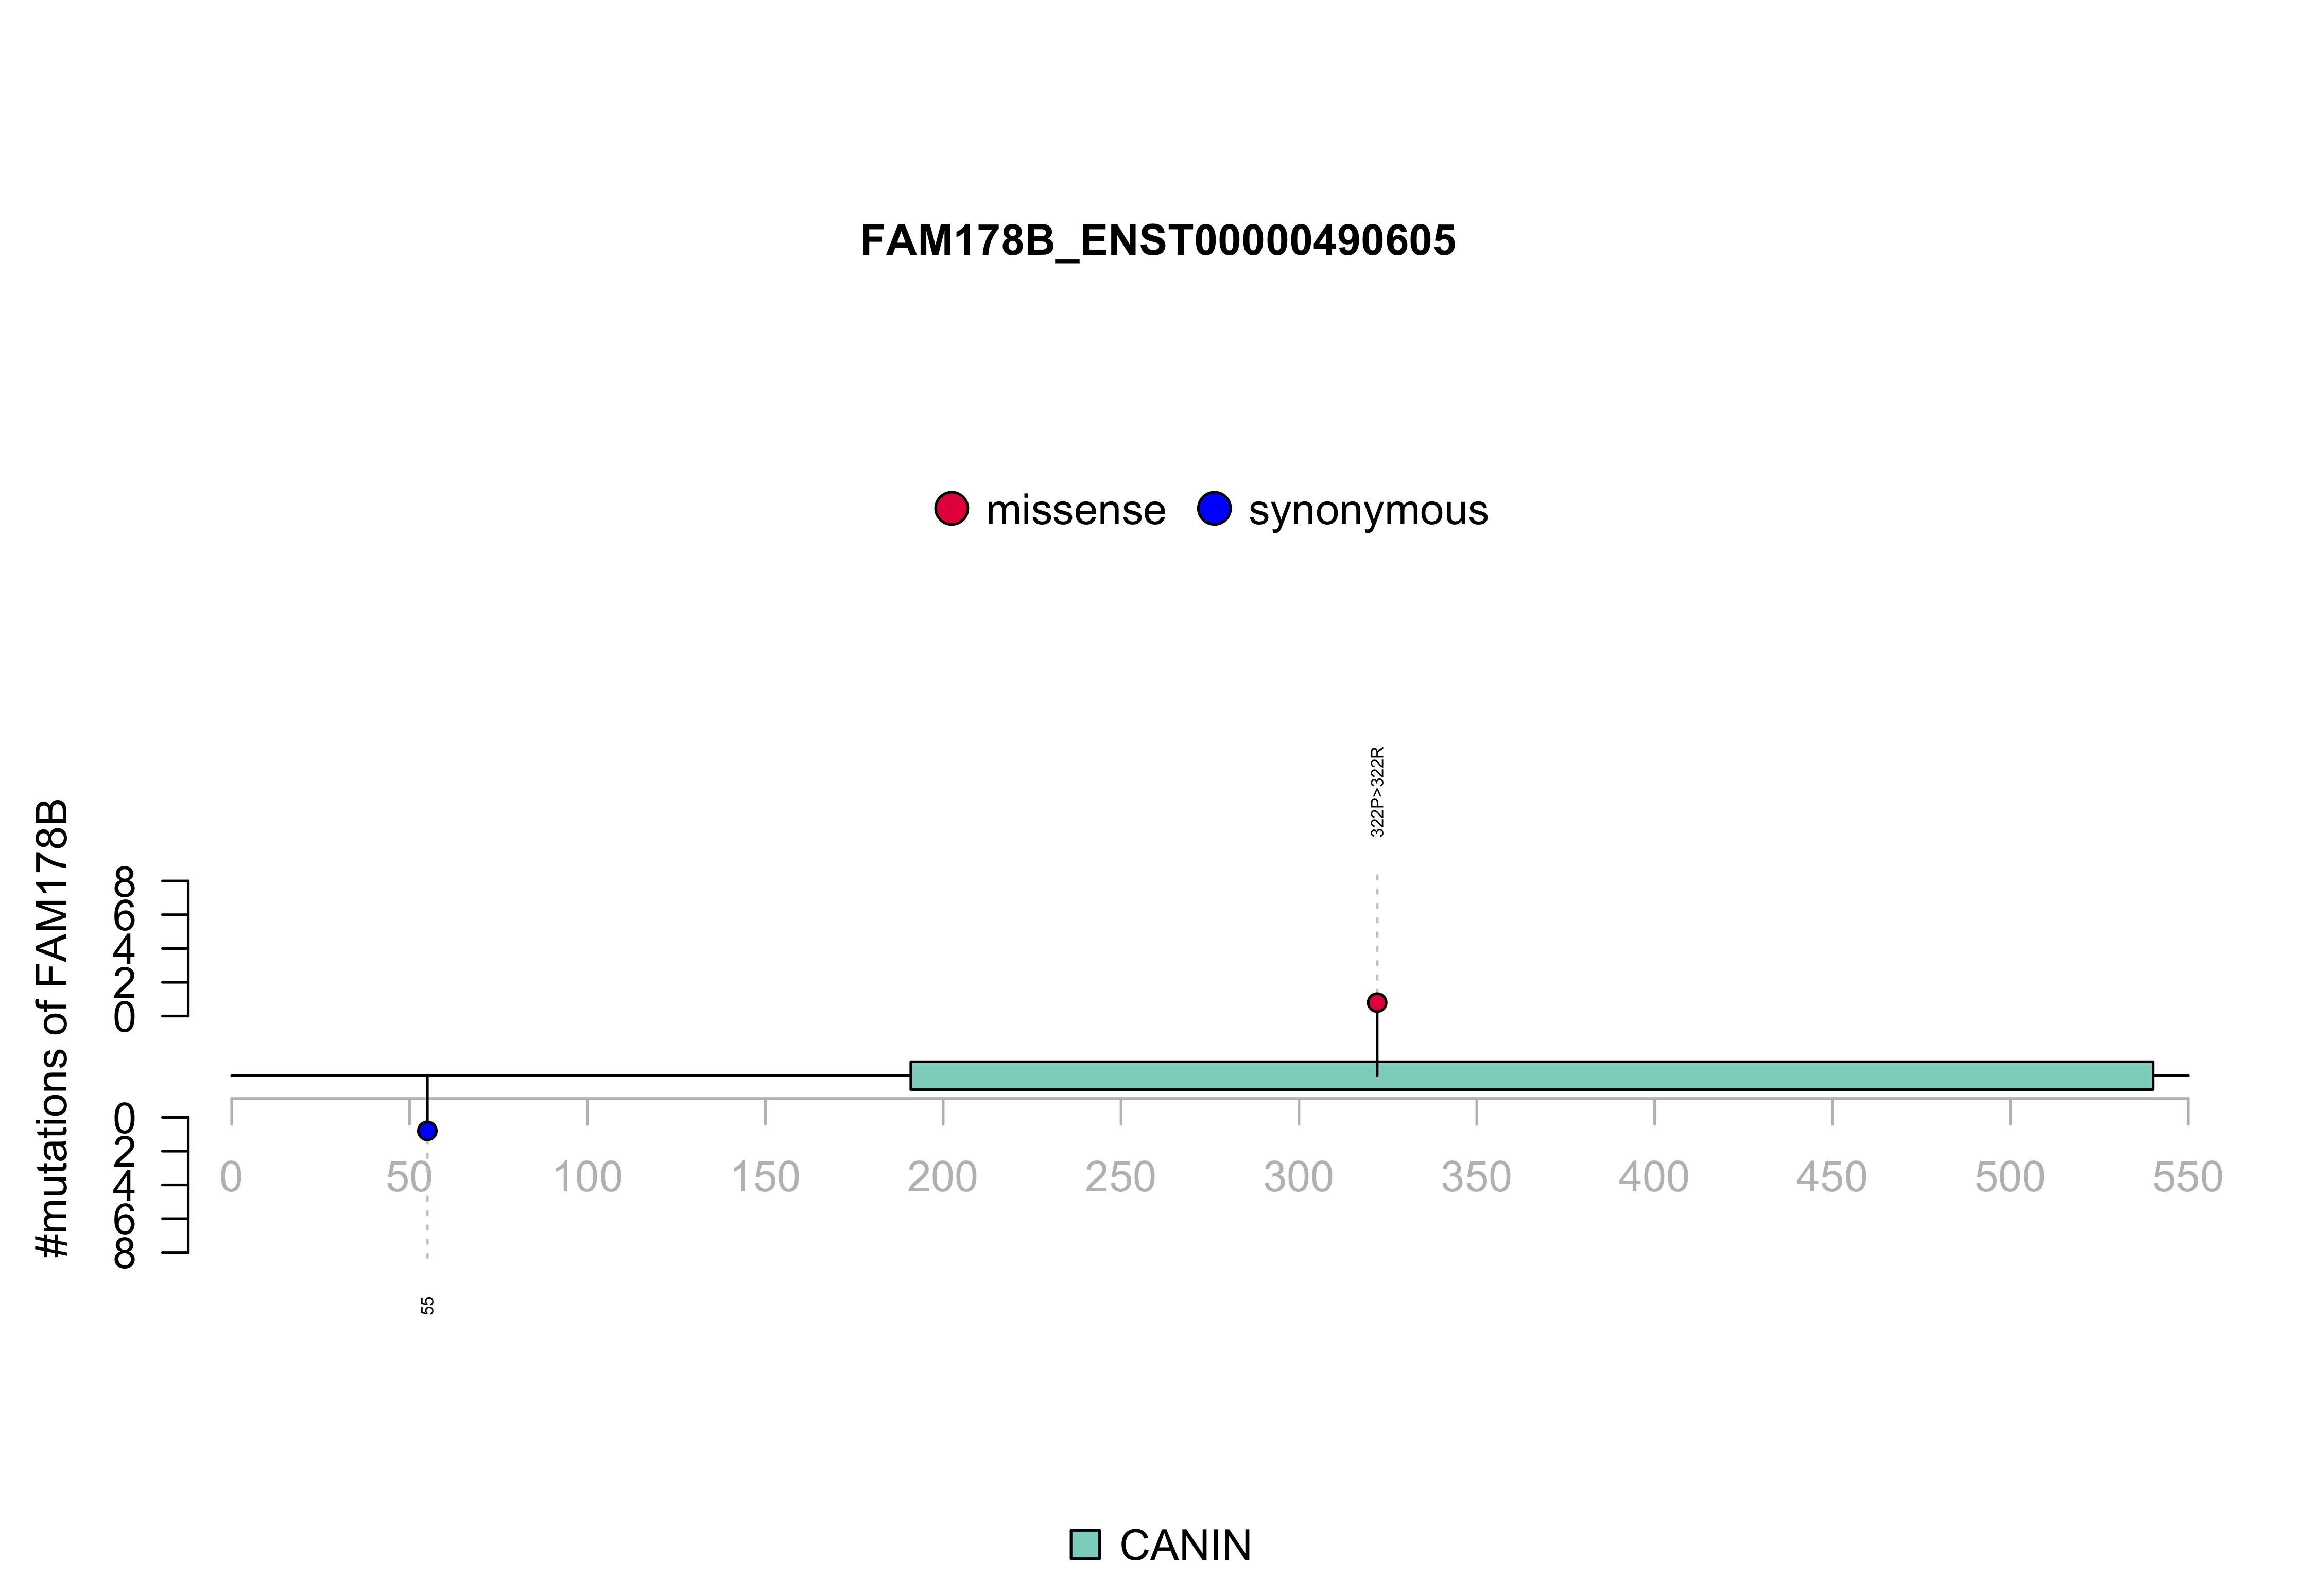 FAM178B_ENST00000490605
missense synonymous
322P>322R
#mutations of FAM178B
8
6
4
2
0
0
2
4
6
8
0 50 100 150 200 250 300 350 400 450 500 550
55
CANIN